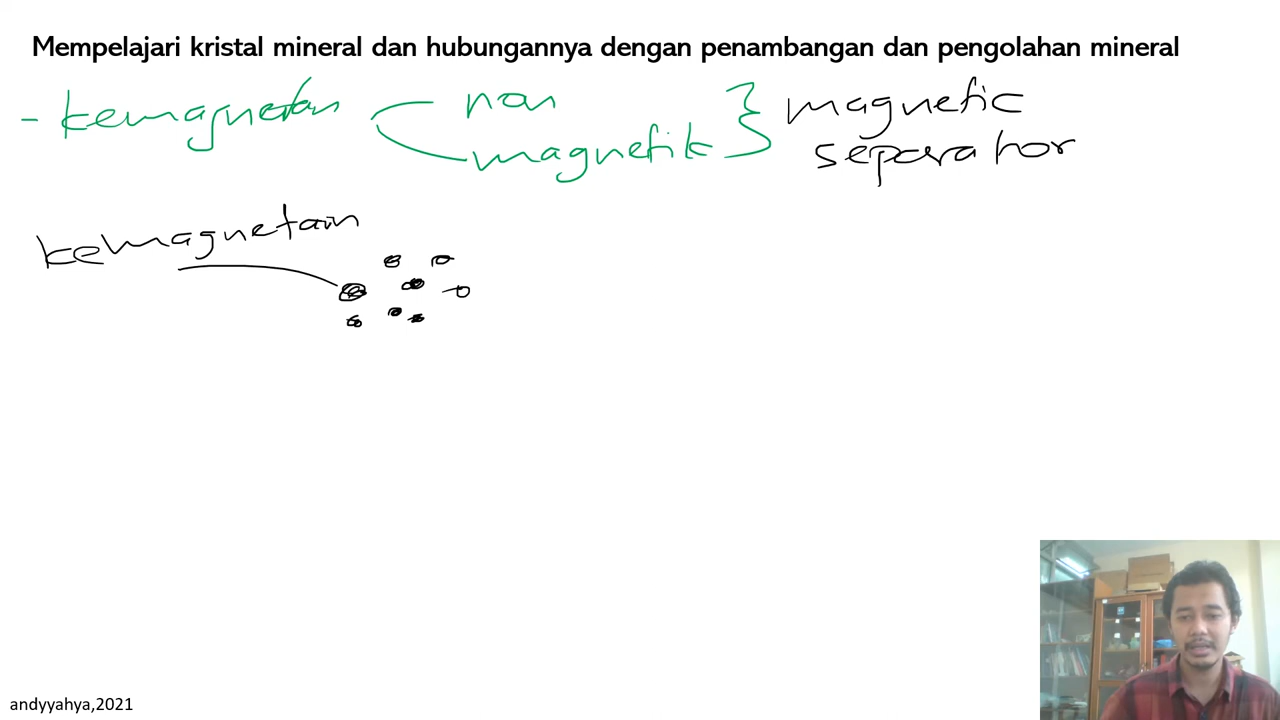 Mempelajari kristal mineral dan hubungannya dengan penambangan dan pengolahan mineral
- kemagnetan
non
magnetik
magnetic
separator
kemagnetan
andyyahya,2021